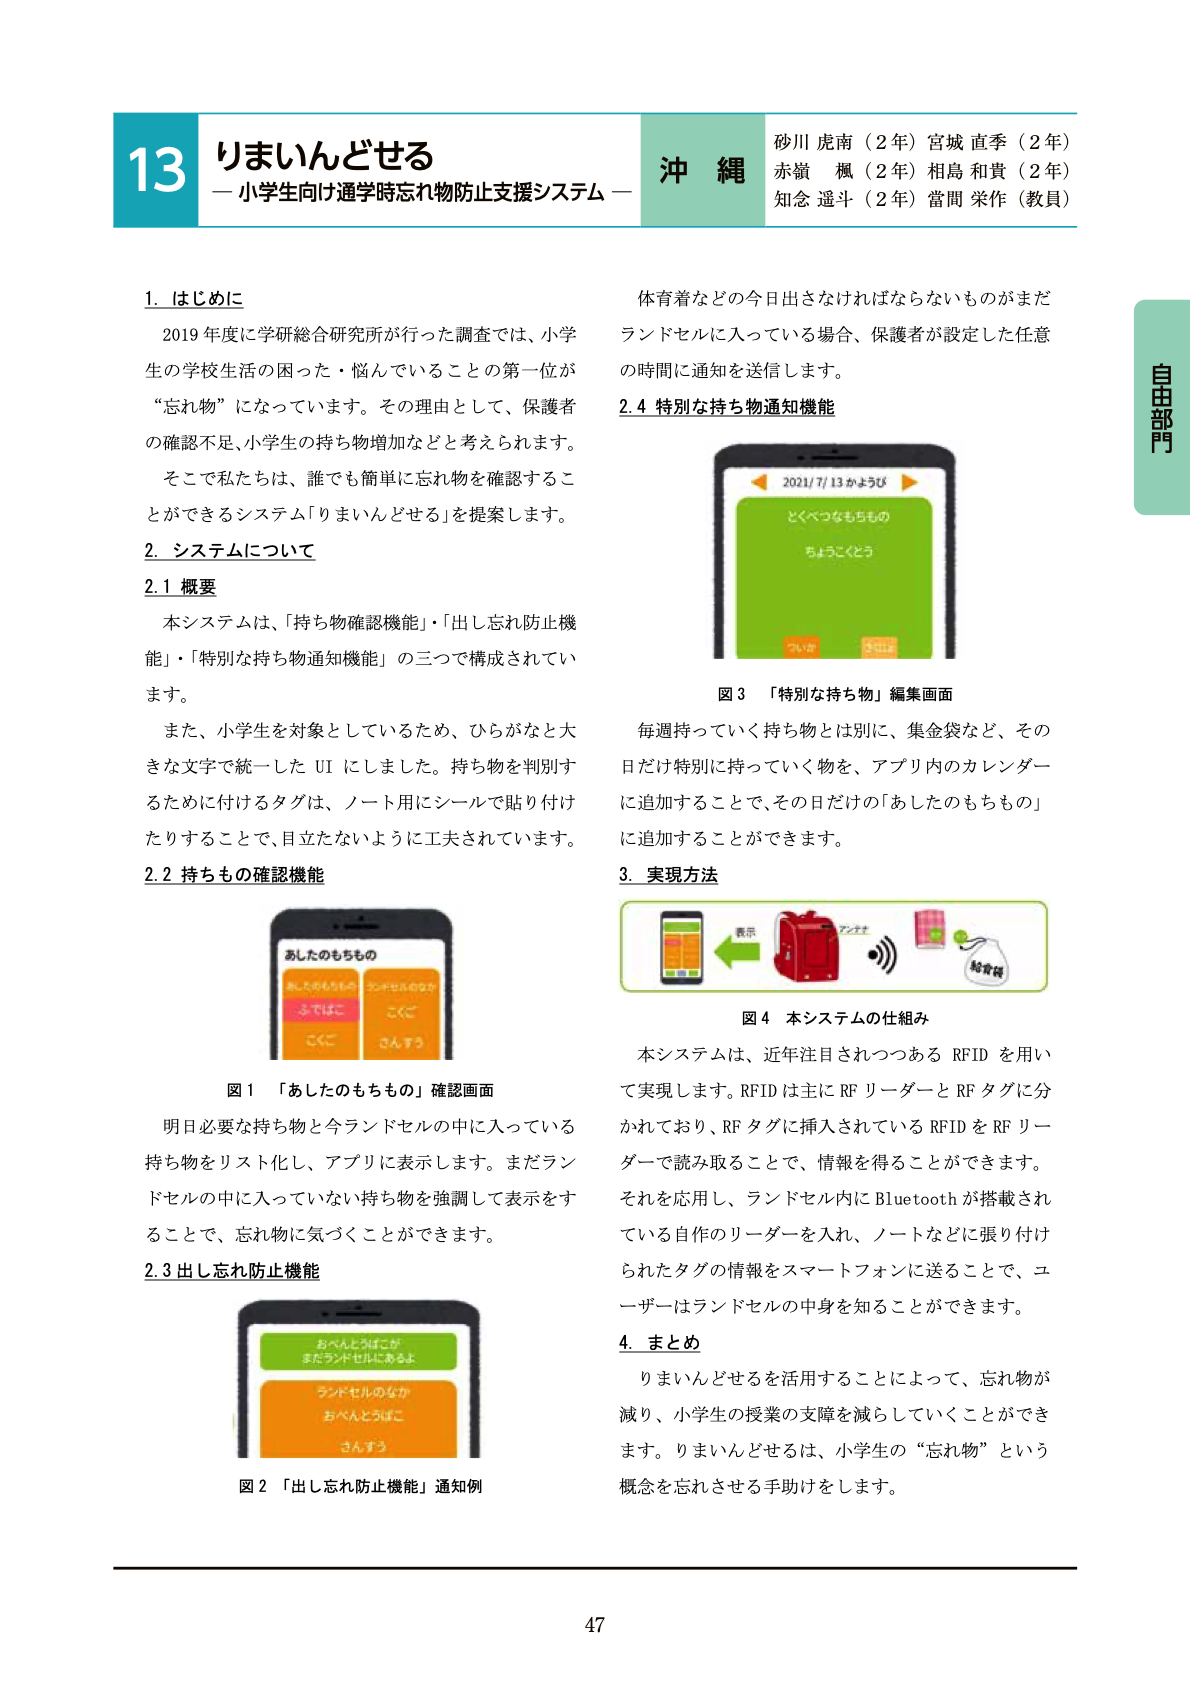 13
りまいんどせる
― 小学生向け通学時忘れ物防止支援システム ―
沖 縄
砂川 虎南（２年）宮城 直季（２年）
赤嶺 楓（２年）相島 和貴（２年）
知念 遥斗（２年）當間 栄作（教員）
自由部門
1. はじめに
2019 年度に学研総合研究所が行った調査では、小学
生の学校生活の困った・悩んでいることの第一位が
“忘れ物”になっています。その理由として、保護者
の確認不足、小学生の持ち物増加などと考えられます。
そこで私たちは、誰でも簡単に忘れ物を確認するこ
とができるシステム「りまいんどせる」を提案します。
2. システムについて
2.1 概要
本システムは、「持ち物確認機能」・「出し忘れ防止機
能」・「特別な持ち物通知機能」の三つで構成されてい
ます。
また、小学生を対象としているため、ひらがなと大
きな文字で統一した UI にしました。持ち物を判別す
るために付けるタグは、ノート用にシールで貼り付け
たりすることで、目立たないように工夫されています。
2.2 持ちもの確認機能
あしたのもちもの
あしたのもちもの
ランドセルのなか
ふでばこ
こくご
こくご
さんすう
図１ 「あしたのもちもの」確認画面
明日必要な持ち物と今ランドセルの中に入っている
持ち物をリスト化し、アプリに表示します。まだラン
ドセルの中に入っていない持ち物を強調して表示をす
ることで、忘れ物に気づくことができます。
2.3 出し忘れ防止機能
おべんとうばこが
まだランドセルにあるよ
ランドセルのなか
おべんとうばこ
さんすう
図２ 「出し忘れ防止機能」通知例
体育着などの今日出さなければならないものがまだ
ランドセルに入っている場合、保護者が設定した任意
の時間に通知を送信します。
2.4 特別な持ち物通知機能
2021/7/13 かようび
とくべつなもちもの
ちょうこくとう
ついか
図３ 「特別な持ち物」編集画面
毎週持っていく持ち物とは別に、集金袋など、その
日だけ特別に持っていく物を、アプリ内のカレンダー
に追加することで、その日だけの「あしたのもちもの」
に追加することができます。
3. 実現方法
表示
アンテナ
給食袋
図４ 本システムの仕組み
本システムは、近年注目されつつある RFID を用い
て実現します。RFID は主に RF リーダーと RF タグに分
かれており、RF タグに挿入されている RFID を RF リー
ダーで読み取ることで、情報を得ることができます。
それを応用し、ランドセル内に Bluetooth が搭載され
ている自作のリーダーを入れ、ノートなどに張り付け
られたタグの情報をスマートフォンに送ることで、ユ
ーザーはランドセルの中身を知ることができます。
4. まとめ
りまいんどせるを活用することによって、忘れ物が
減り、小学生の授業の支障を減らしていくことができ
ます。りまいんどせるは、小学生の“忘れ物”という
概念を忘れさせる手助けをします。
47